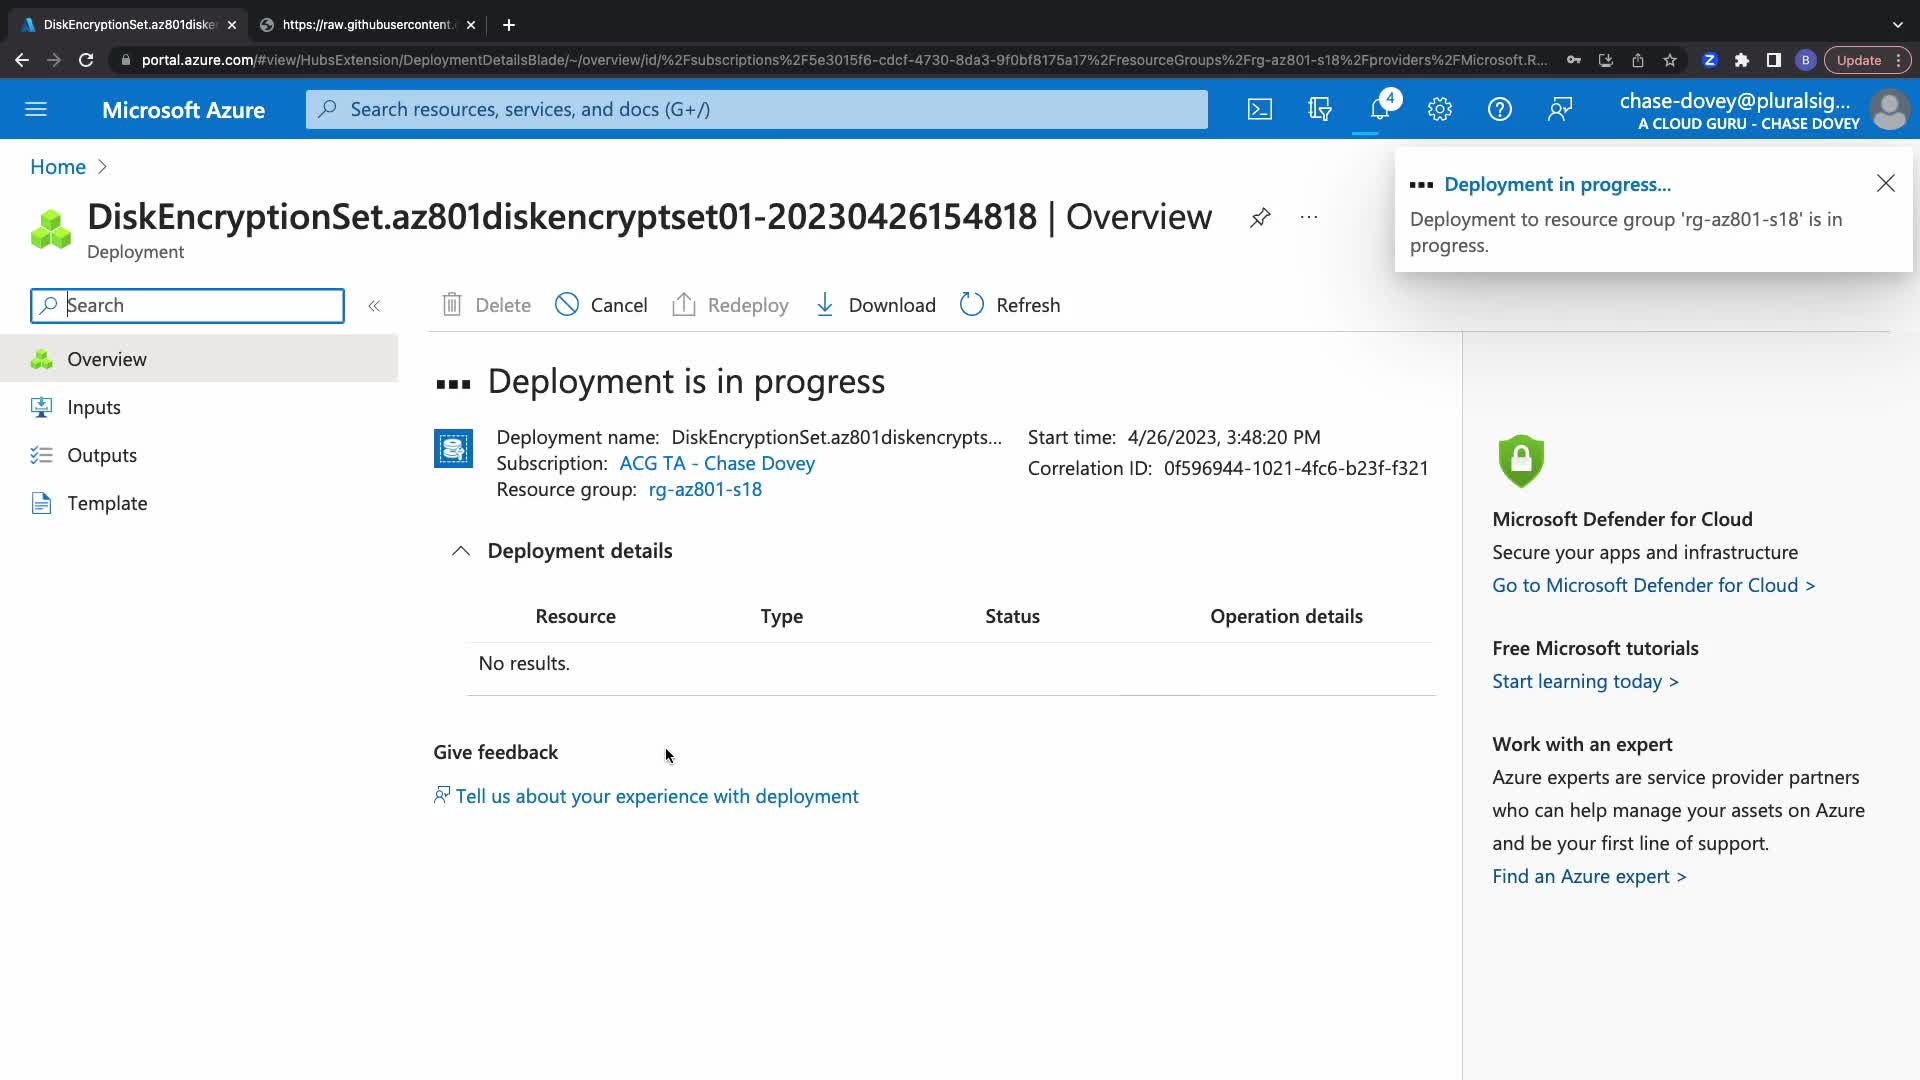 DiskEncryptionSet.az801diske
https://raw.githubusercontent.
portal.azure.com/#view/HubsExtension/DeploymentDetailsBlade/~/overview/id/%2Fsubscriptions%2F5e3015f6-cdcf-4730-8da3-9f0bf8175a17%2FresourceGroups%2Frg-az801-s18%2Fproviders%2FMicrosoft.R...
Z
B
Update
Microsoft Azure
Search resources, services, and docs (G+/)
4
chase-dovey@pluralsig...
A CLOUD GURU - CHASE DOVEY
Home
Deployment in progress...
Deployment to resource group 'rg-az801-s18' is in
progress.
DiskEncryptionSet.az801diskencryptset01-20230426154818 | Overview
Deployment
Search
Delete
Cancel
Redeploy
Download
Refresh
Overview
Inputs
Outputs
Template
Deployment is in progress
Deployment name: DiskEncryptionSet.az801diskencrypts...
Subscription: ACG TA - Chase Dovey
Resource group: rg-az801-s18
Start time: 4/26/2023, 3:48:20 PM
Correlation ID: 0f596944-1021-4fc6-b23f-f321
Deployment details
Resource Type Status Operation details
No results.
Give feedback
Tell us about your experience with deployment
Microsoft Defender for Cloud
Secure your apps and infrastructure
Go to Microsoft Defender for Cloud >
Free Microsoft tutorials
Start learning today >
Work with an expert
Azure experts are service provider partners
who can help manage your assets on Azure
and be your first line of support.
Find an Azure expert >